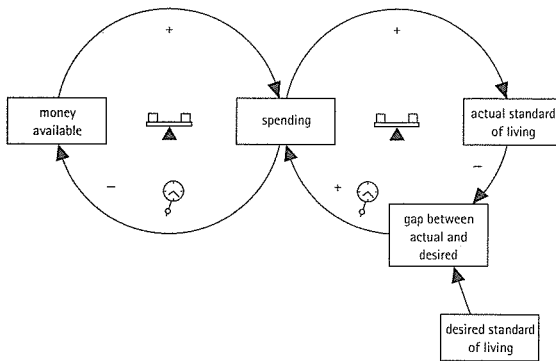 +
+
money
available
spending
actual standard
of living
−
+
−
gap between
actual and
desired
desired standard
of living